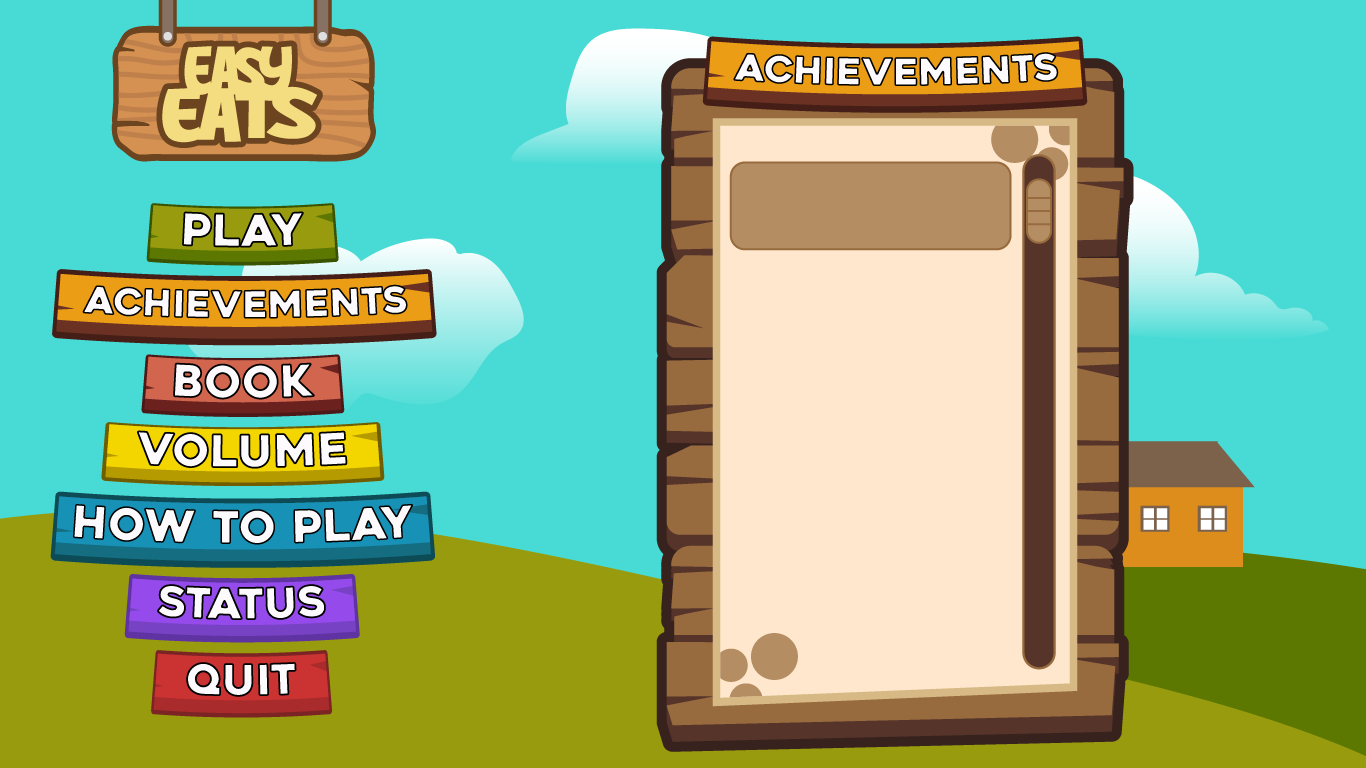 EASY
EATS
PLAY
ACHIEVEMENTS
BOOK
VOLUME
HOW TO PLAY
STATUS
QUIT
ACHIEVEMENTS